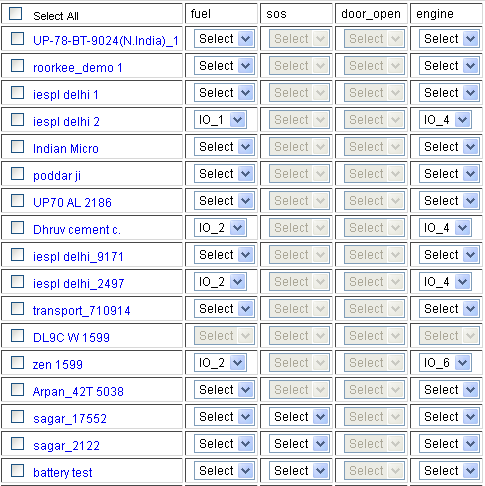 Select All fuel sos door_open engine
UP-78-BT-9024(N.India)_1 Select Select Select Select
roorkee_demo 1 Select Select Select Select
iespl delhi 1 Select Select Select Select
iespl delhi 2 IO_1 Select Select IO_4
Indian Micro Select Select Select Select
poddar ji Select Select Select Select
UP70 AL 2186 Select Select Select Select
Dhruv cement c. IO_2 Select Select IO_4
iespl delhi_9171 Select Select Select Select
iespl delhi_2497 IO_2 Select Select IO_4
transport_710914 Select Select Select Select
DL9C W 1599 Select Select Select Select
zen 1599 IO_2 Select Select IO_6
Arpan_42T 5038 Select Select Select Select
sagar_17552 Select Select Select Select
sagar_2122 Select Select Select Select
battery test Select Select Select Select